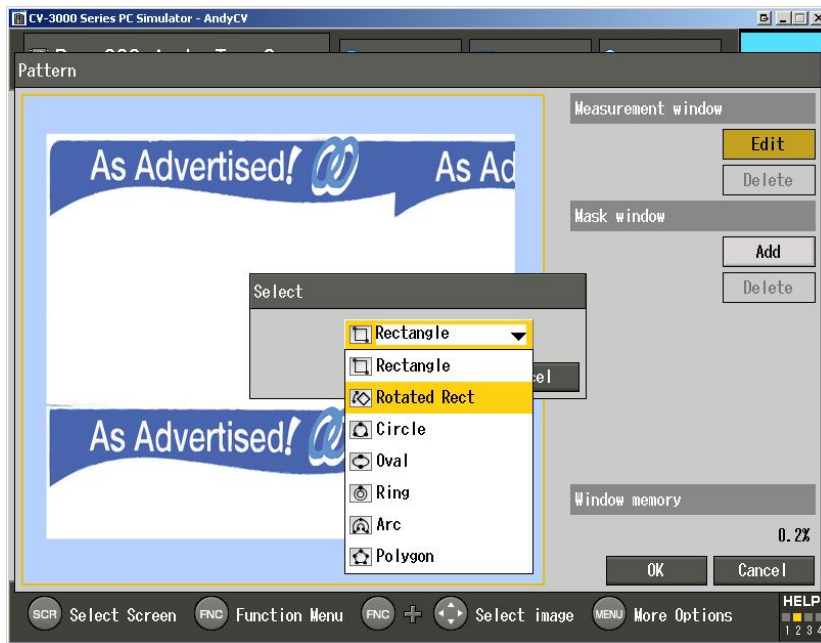 CV-3000 Series PC Simulator - AndyCV
Pattern
As Advertised!
As Ad
As Advertised!
Measurement window
Edit
Delete
Mask window
Add
Delete
Select
Rectangle
Rectangle
Rotated Rect
Circle
Oval
Ring
Arc
Polygon
cel
Window memory
0.2%
OK
Cancel
SCR Select Screen FNC Function Menu FNC + Select image MENU More Options
HELP
1 2 3 4